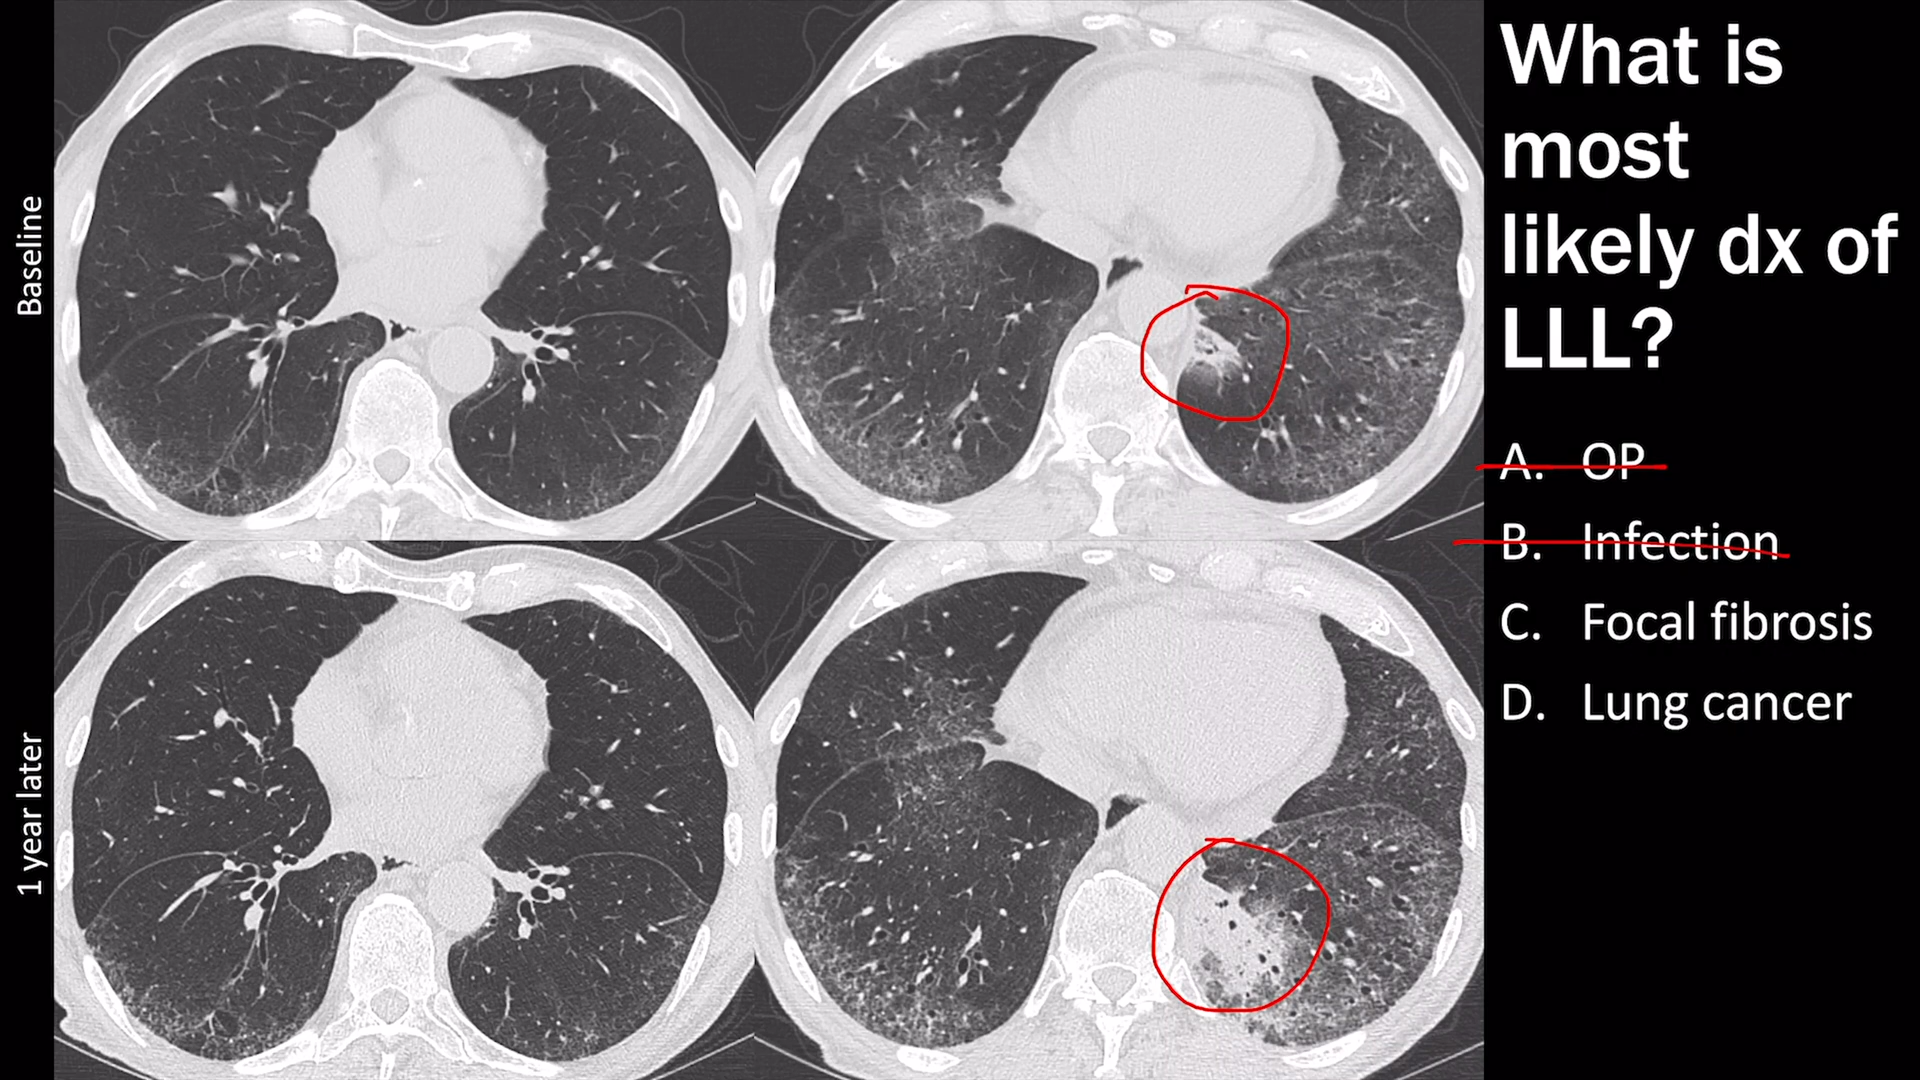 Baseline
1 year later
What is
most
likely dx of
LLL?
A. OP
B. Infection
C. Focal fibrosis
D. Lung cancer